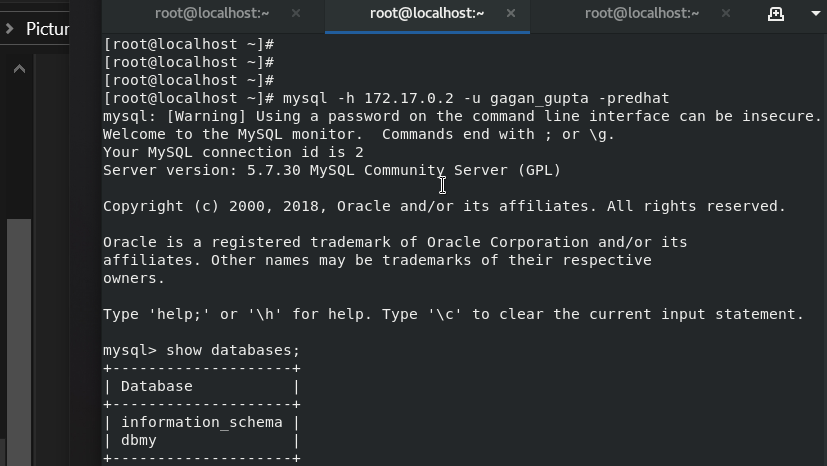 root@localhost:~ × root@localhost:~ × root@localhost:~ ×
Pictur
[root@localhost ~]#
[root@localhost ~]#
[root@localhost ~]#
[root@localhost ~]# mysql -h 172.17.0.2 -u gagan_gupta -predhat
mysql: [Warning] Using a password on the command line interface can be insecure.
Welcome to the MySQL monitor.  Commands end with ; or \g.
Your MySQL connection id is 2
Server version: 5.7.30 MySQL Community Server (GPL)
Copyright (c) 2000, 2018, Oracle and/or its affiliates. All rights reserved.
Oracle is a registered trademark of Oracle Corporation and/or its
affiliates. Other names may be trademarks of their respective
owners.
Type 'help;' or '\h' for help. Type '\c' to clear the current input statement.
mysql> show databases;
+--------------------+
| Database           |
+--------------------+
| information_schema |
| dbmy               |
+--------------------+